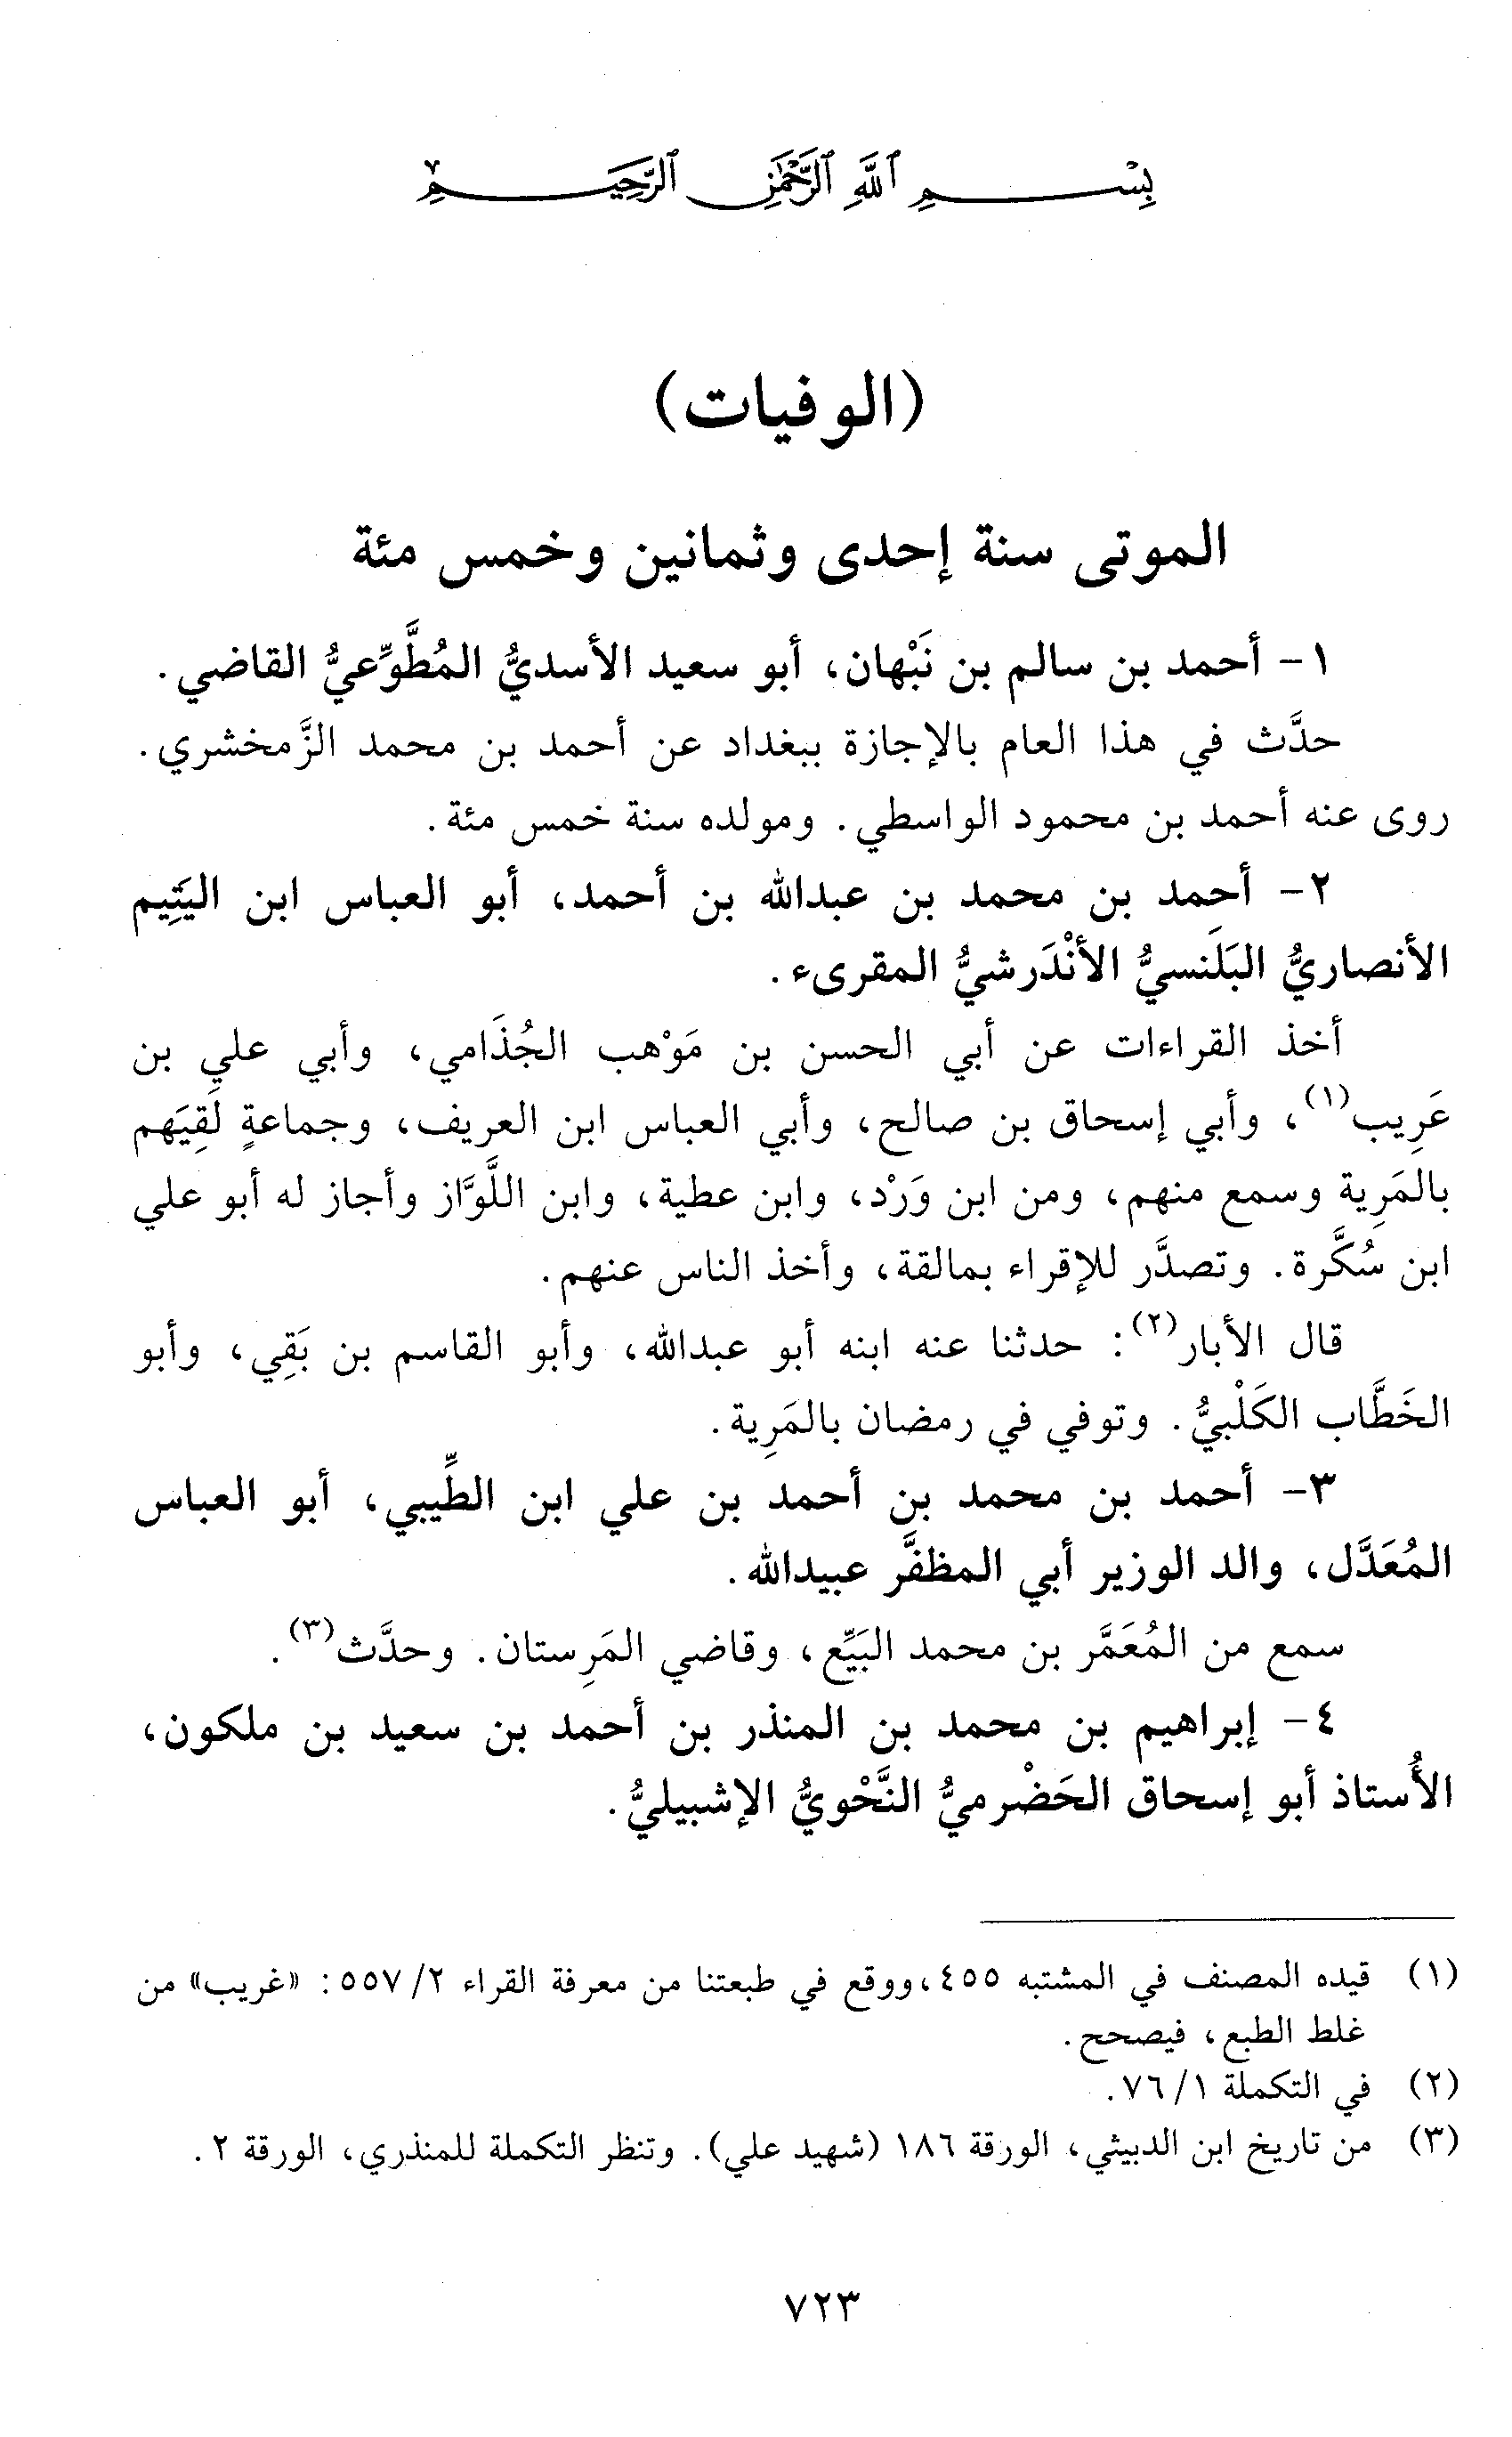 بِسْمِ ٱللَّهِ ٱلرَّحْمَٰنِ ٱلرَّحِيمِ
(الوفيات)
الموتى سنة إحدى وثمانين وخمس مئة
١- أحمد بن سالم بن نَبْهان، أبو سعيد الأسديُّ المُطَّوِّعيُّ القاضي.
حدَّث في هذا العام بالإجازة ببغداد عن أحمد بن محمد الزَّمخشري.
روى عنه أحمد بن محمود الواسطي. ومولده سنة خمس مئة.
٢- أحمد بن محمد بن عبدالله بن أحمد، أبو العباس ابن اليَتِيم
الأنصاريُّ البَلَنسيُّ الأنْدَرشيُّ المقرىء.
أخذ القراءات عن أبي الحسن بن مَوْهب الجُذَامي، وأبي علي بن
عَرِيب(١)، وأبي إسحاق بن صالح، وأبي العباس ابن العريف، وجماعةٍ لَقِيَهم
بالمَرِية وسمع منهم، ومن ابن وَرْد، وابن عطية، وابن اللَّوَّاز وأجاز له أبو علي
ابن سُكَّرة. وتصدَّر للإقراء بمالقة، وأخذ الناس عنهم.
قال الأبار(٢): حدثنا عنه ابنه أبو عبدالله، وأبو القاسم بن بَقِي، وأبو
الخَطَّاب الكَلْبيُّ. وتوفي في رمضان بالمَرِية.
٣- أحمد بن محمد بن أحمد بن علي ابن الطِّيبي، أبو العباس
المُعَدَّل، والد الوزير أبي المظفَّر عبيدالله.
سمع من المُعَمَّر بن محمد البَيِّع، وقاضي المَرِستان. وحدَّث(٣).
٤- إبراهيم بن محمد بن المنذر بن أحمد بن سعيد بن ملكون،
الأُستاذ أبو إسحاق الحَضْرميُّ النَّحْويُّ الإشبيليُّ.
(١) قيده المصنف في المشتبه ٤٥٥، ووقع في طبعتنا من معرفة القراء ٢/ ٥٥٧: «غريب» من
غلط الطبع، فيصحح.
(٢) في التكملة ١/ ٧٦.
(٣) من تاريخ ابن الدبيثي، الورقة ١٨٦ (شهيد علي). وتنظر التكملة للمنذري، الورقة ٢.
٧٢٣